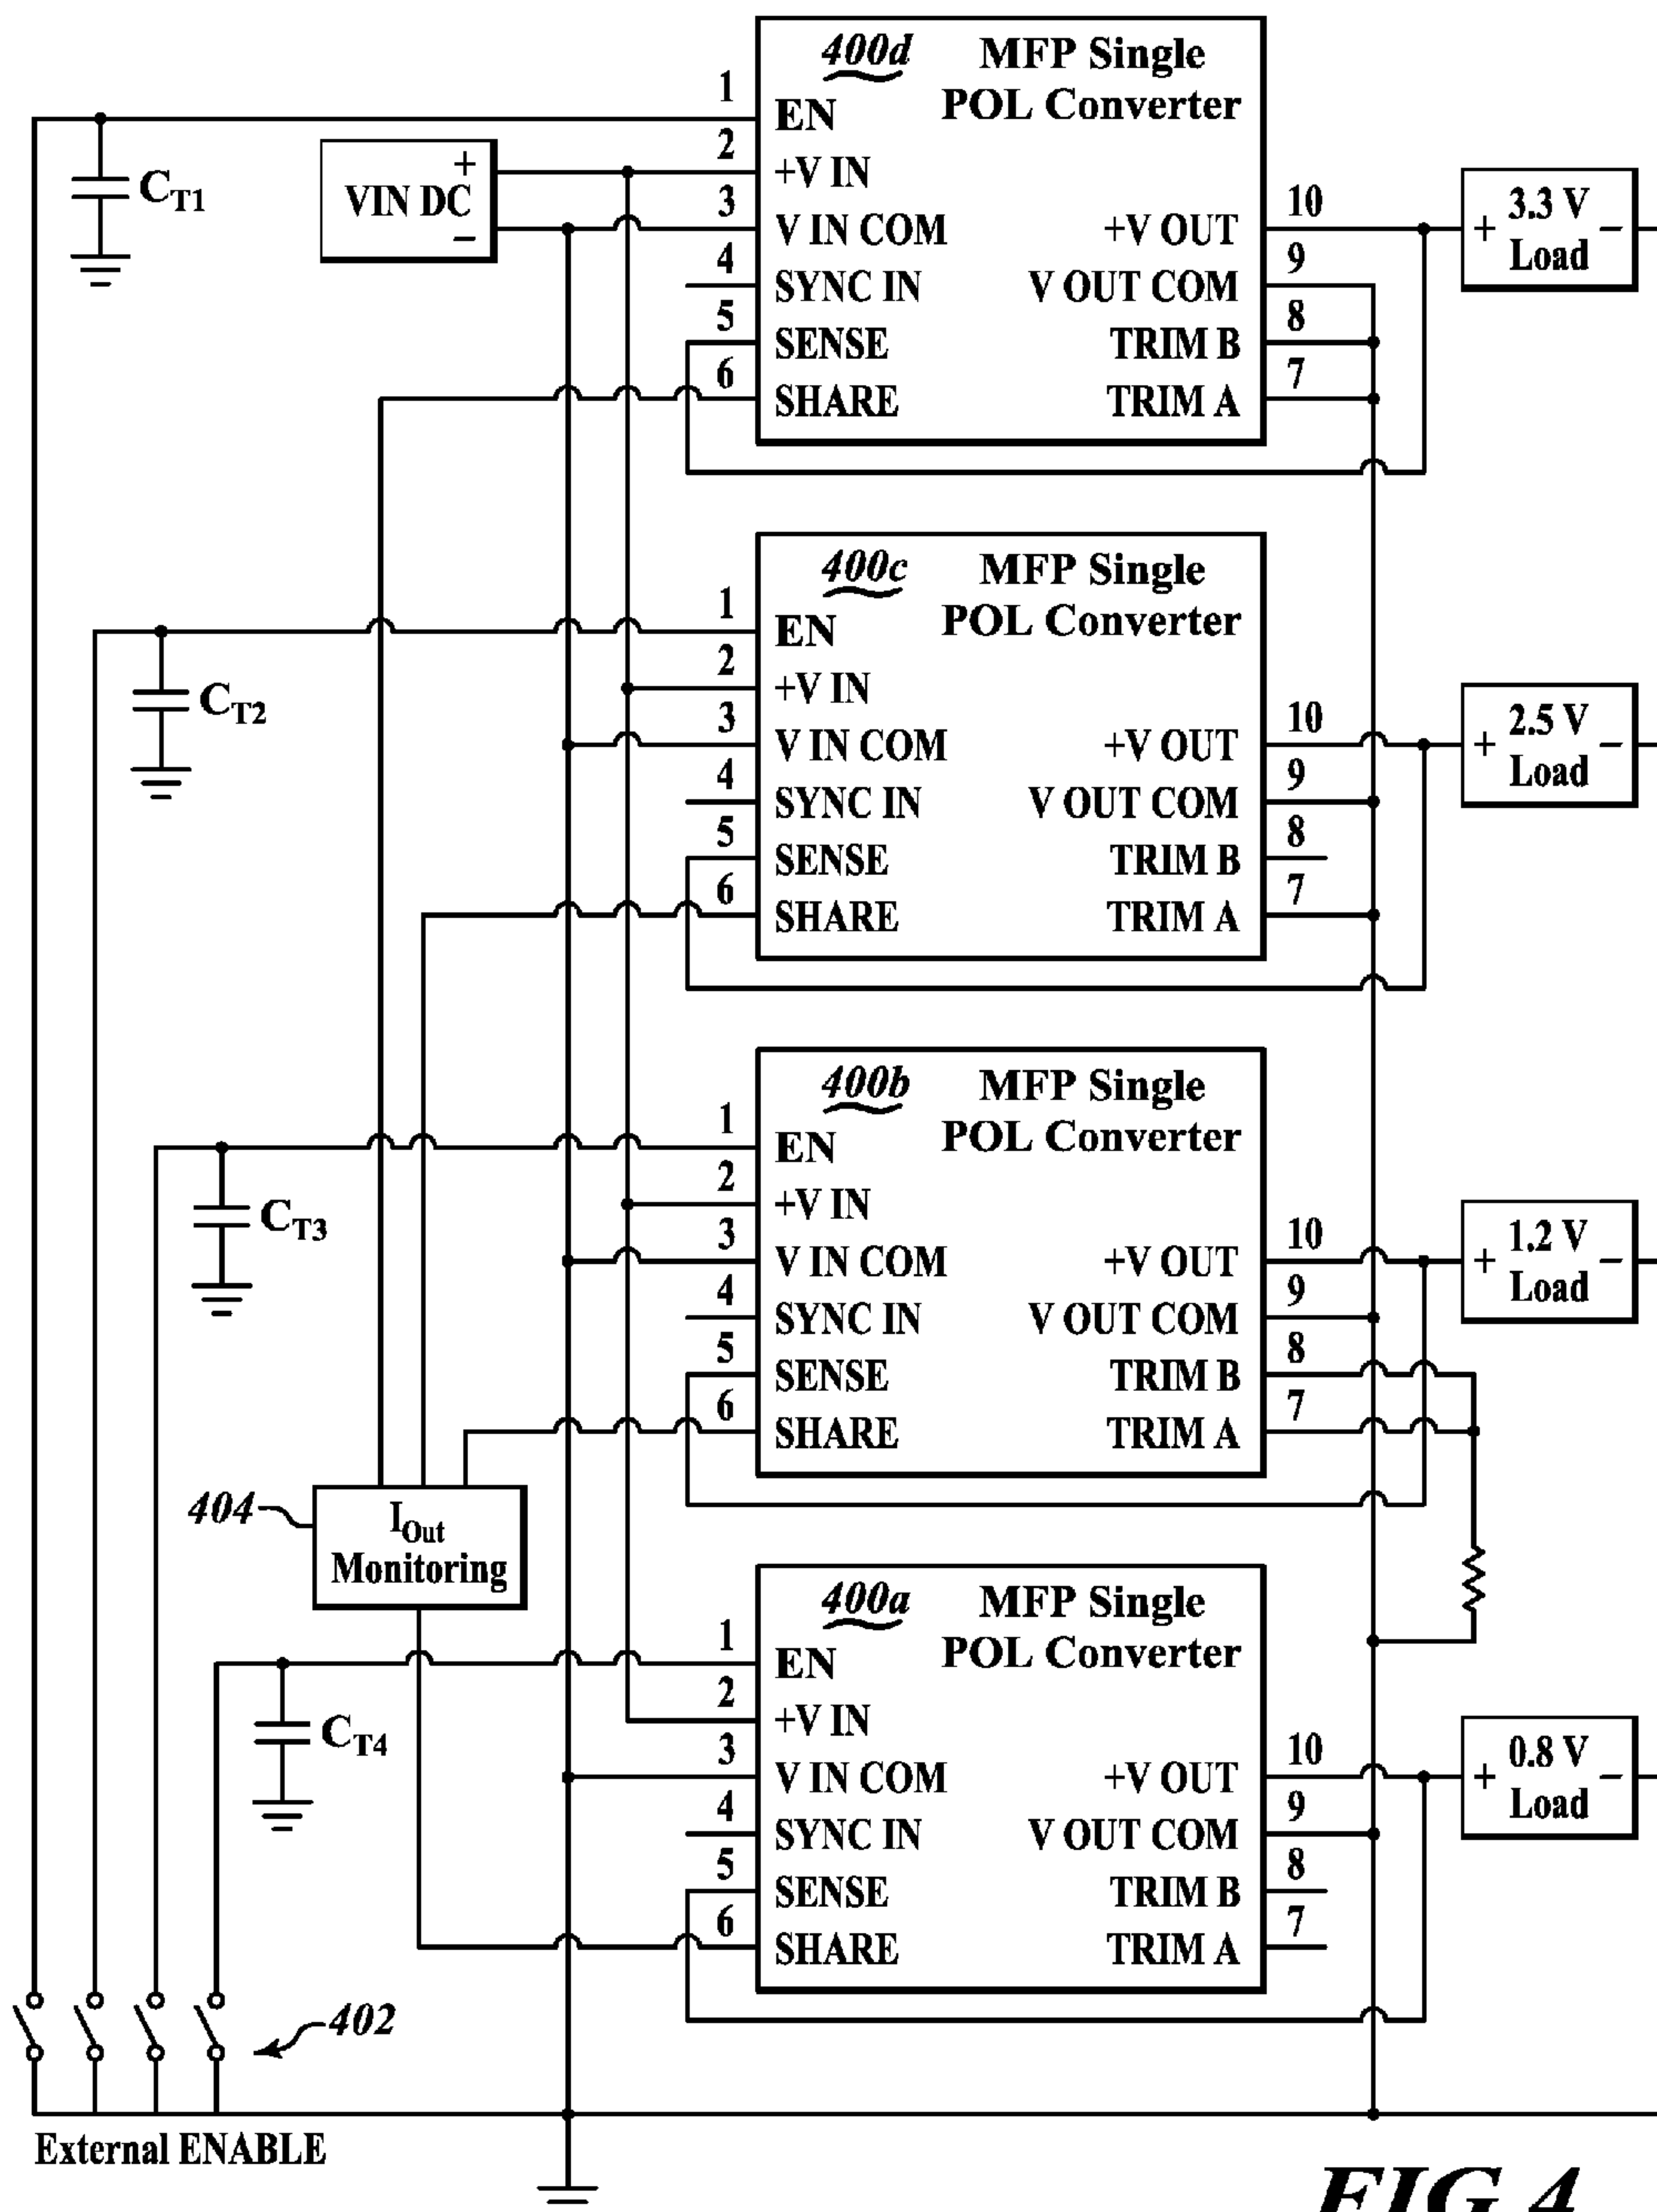 400d MFP Single
POL Converter
1 EN
2 +V IN
3 V IN COM
4 SYNC IN
5 SENSE
6 SHARE
10 +V OUT
9 V OUT COM
8 TRIM B
7 TRIM A
CT1
VIN DC
+
−
+ 3.3 V −
Load
400c MFP Single
POL Converter
1 EN
2 +V IN
3 V IN COM
4 SYNC IN
5 SENSE
6 SHARE
10 +V OUT
9 V OUT COM
8 TRIM B
7 TRIM A
CT2
+ 2.5 V −
Load
400b MFP Single
POL Converter
1 EN
2 +V IN
3 V IN COM
4 SYNC IN
5 SENSE
6 SHARE
10 +V OUT
9 V OUT COM
8 TRIM B
7 TRIM A
CT3
+ 1.2 V −
Load
404
IOut
Monitoring
400a MFP Single
POL Converter
1 EN
2 +V IN
3 V IN COM
4 SYNC IN
5 SENSE
6 SHARE
10 +V OUT
9 V OUT COM
8 TRIM B
7 TRIM A
CT4
+ 0.8 V −
Load
402
External ENABLE
FIG 4